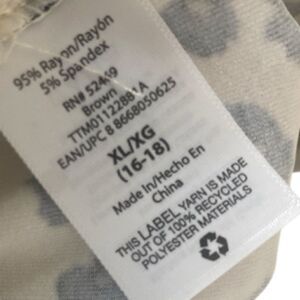 95% Rayon/Rayón
5% Spandex
RN# 52469
Brown
TTM01122881A
EAN/UPC 8 8668050625
XL/XG
(16-18)
Made In/Hecho En
China
THIS LABEL YARN IS MADE
OUT OF 100% RECYCLED
POLYESTER MATERIALS